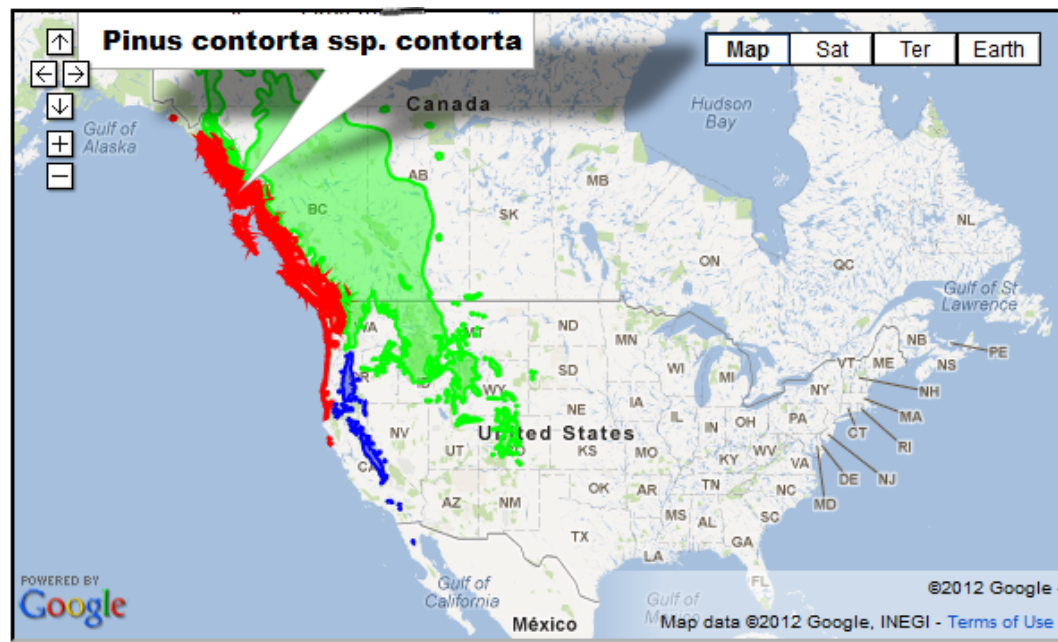 Pinus contorta ssp. contorta
Map
Sat
Ter
Earth
Canada
Hudson
Bay
Gulf of
Alaska
AB
MB
BC
SK
NL
ON
QC
Gulf of St
Lawrence
WA
MT
ND
MN
NB
PE
VT
ME
NS
OR
ID
SD
WI
MI
WY
NY
NH
IA
NE
MA
IL
IN
OH
PA
NV
United States
CT
RI
UT
CO
KS
MO
KY
WV
VA
CA
DE
NJ
AZ
NM
OK
AR
TN
NC
MD
MS
AL
SC
TX
GA
LA
FL
POWERED BY
Google
Gulf of
California
Gulf of
México
©2012 Google -
Map data ©2012 Google, INEGI - Terms of Use